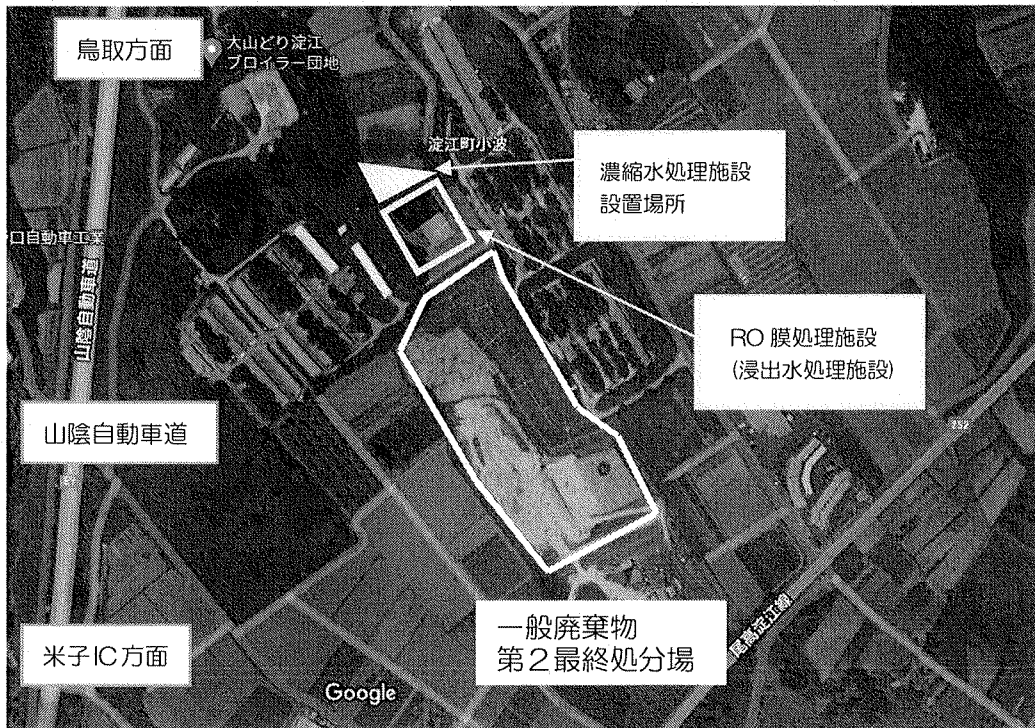 鳥取方面
大山どり淀江
ブロイラー団地
淀江町小波
濃縮水処理施設
設置場所
口自動車工業
山陰自動車道
RO 膜処理施設
(浸出水処理施設)
山陰自動車道
252
尾高淀江線
一般廃棄物
第2最終処分場
米子IC方面
Google